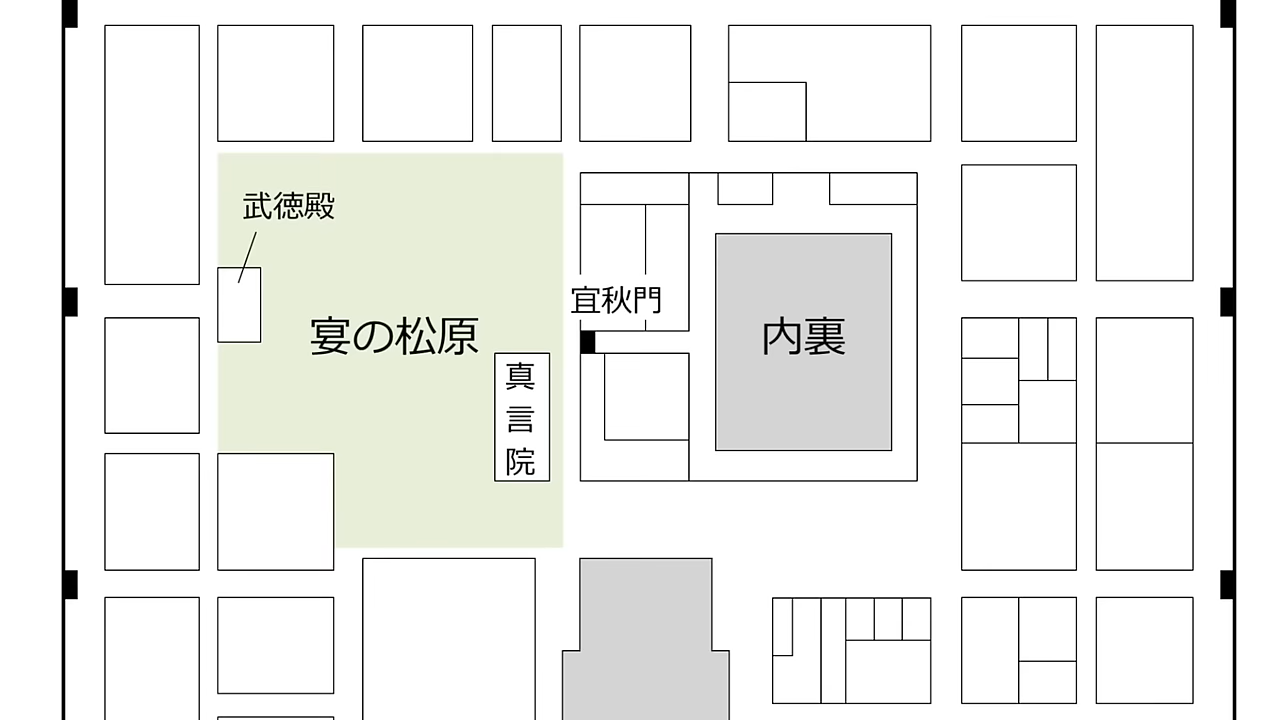 武徳殿
宜秋門
宴の松原
内裏
真言院